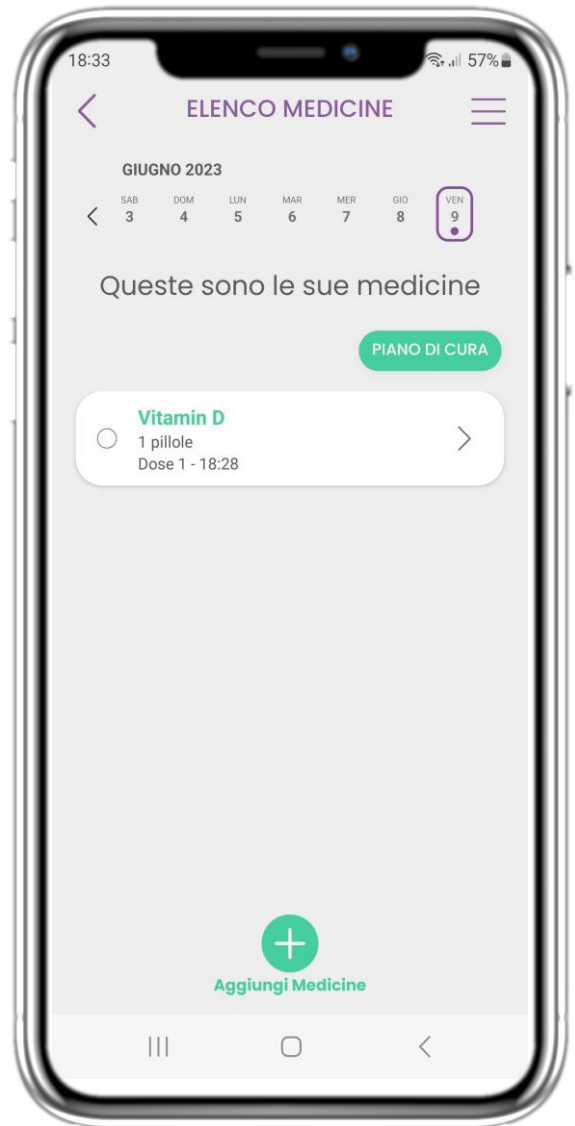 18:33
57%
ELENCO MEDICINE
GIUGNO 2023
SAB DOM LUN MAR MER GIO VEN
3 4 5 6 7 8 9
Queste sono le sue medicine
PIANO DI CURA
Vitamin D
1 pillole
Dose 1 - 18:28
Aggiungi Medicine